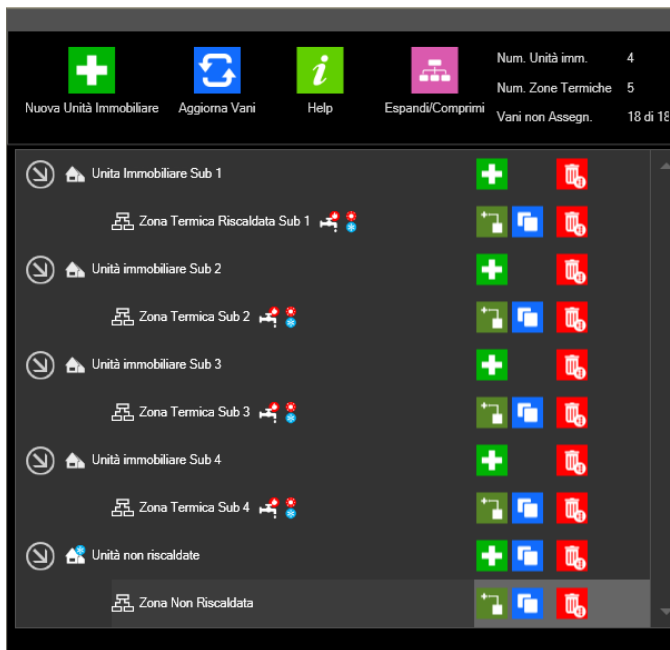 Num. Unità imm. 4
Num. Zone Termiche 5
Vani non Assegn. 18 di 18
Nuova Unità Immobiliare Aggiorna Vani Help Espandi/Comprimi
Unita Immobiliare Sub 1
Zona Termica Riscaldata Sub 1
Unità immobiliare Sub 2
Zona Termica Sub 2
Unità immobiliare Sub 3
Zona Termica Sub 3
Unità immobiliare Sub 4
Zona Termica Sub 4
Unità non riscaldate
Zona Non Riscaldata